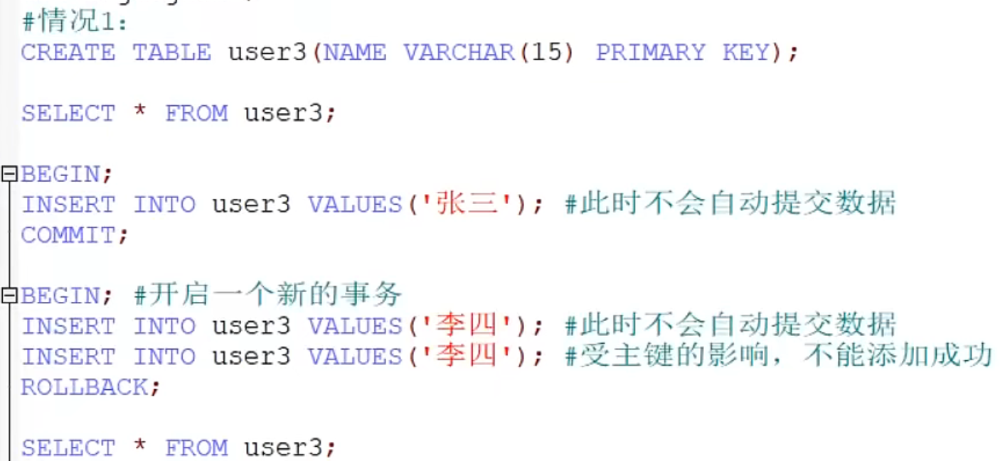 #情况1:
CREATE TABLE user3(NAME VARCHAR(15) PRIMARY KEY);
SELECT * FROM user3;
BEGIN;
INSERT INTO user3 VALUES('张三'); #此时不会自动提交数据
COMMIT;
BEGIN; #开启一个新的事务
INSERT INTO user3 VALUES('李四'); #此时不会自动提交数据
INSERT INTO user3 VALUES('李四'); #受主键的影响，不能添加成功
ROLLBACK;
SELECT * FROM user3;